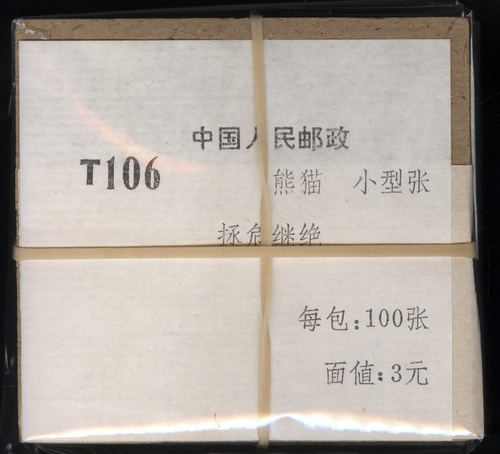 中国人民邮政
T106
熊猫 小型张
拯危继绝
每包:100张
面值:3元